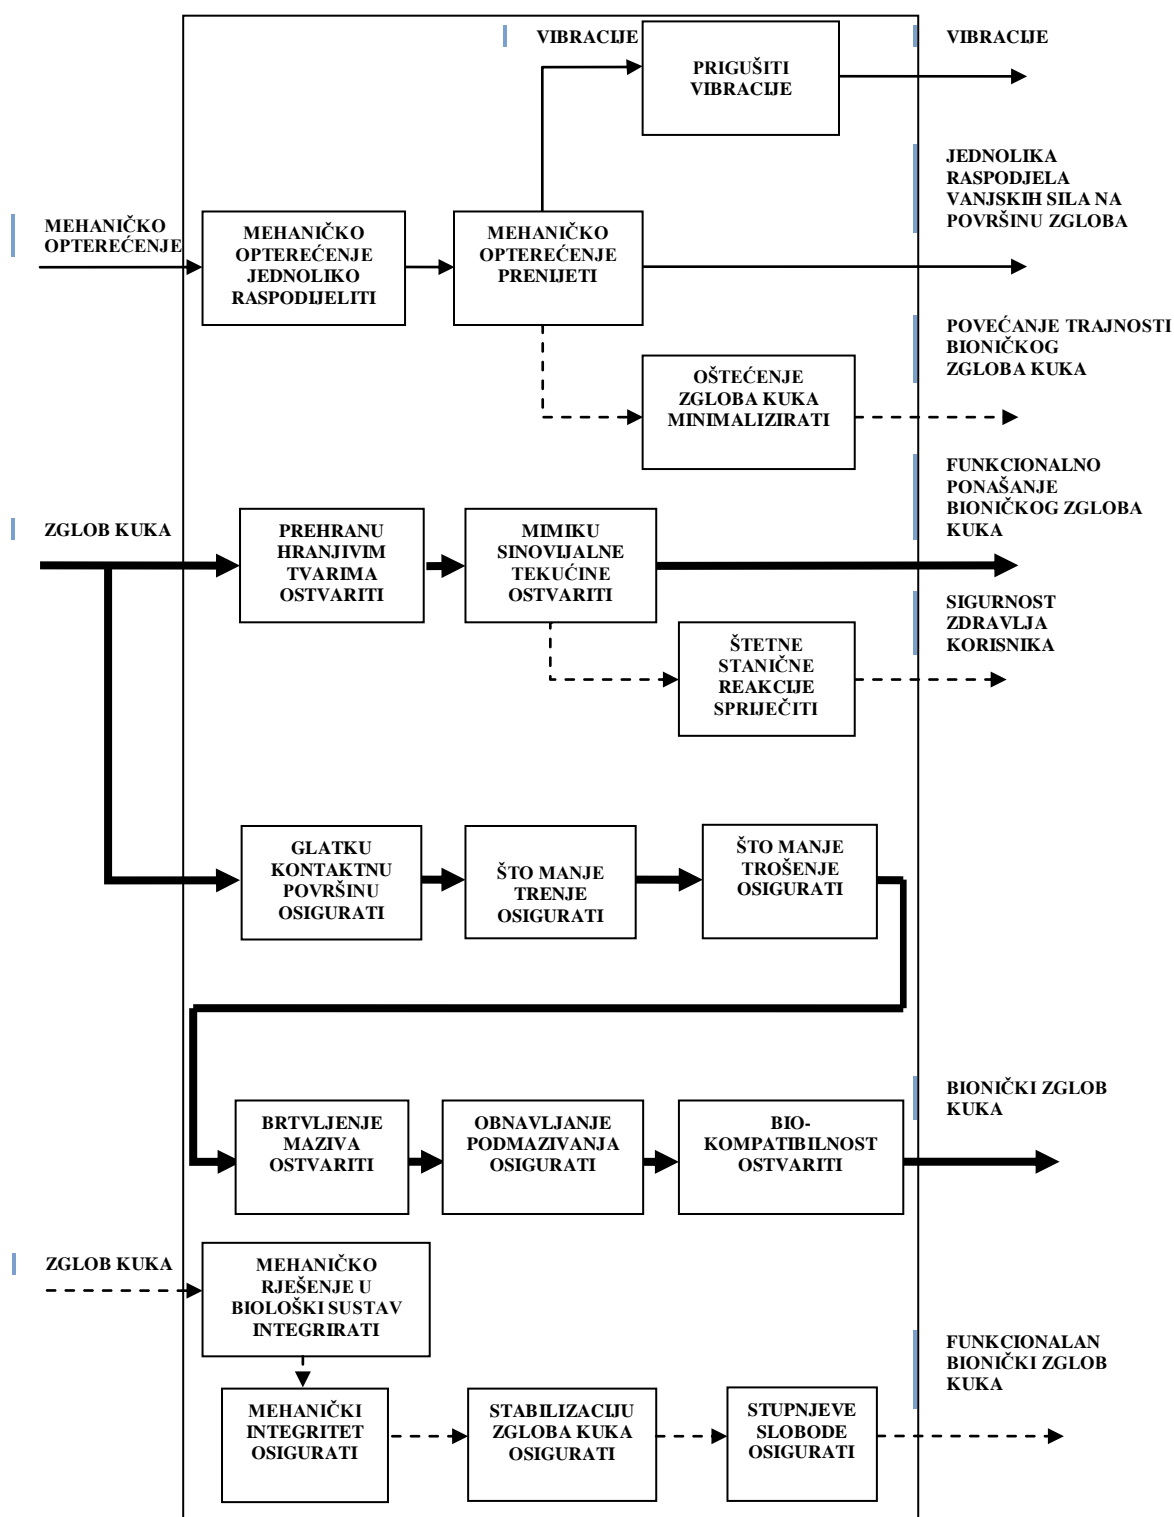 VIBRACIJE
PRIGUŠITI
VIBRACIJE
VIBRACIJE
JEDNOLIKA
RASPODJELA
VANJSKIH SILA NA
POVRŠINU ZGLOBA
MEHANIČKO
OPTEREĆENJE
MEHANIČKO
OPTEREĆENJE
JEDNOLIKO
RASPODIJELITI
MEHANIČKO
OPTEREĆENJE
PRENIJETI
POVEĆANJE TRAJNOSTI
BIONIČKOG
ZGLOBA KUKA
OŠTEĆENJE
ZGLOBA KUKA
MINIMALIZIRATI
FUNKCIONALNO
PONAŠANJE
BIONIČKOG ZGLOBA
KUKA
ZGLOB KUKA
PREHRANU
HRANJIVIM
TVARIMA
OSTVARITI
MIMIKU
SINOVIJALNE
TEKUĆINE
OSTVARITI
SIGURNOST
ZDRAVLJA
KORISNIKA
ŠTETNE
STANIČNE
REAKCIJE
SPRIJEČITI
GLATKU
KONTAKTNU
POVRŠINU
OSIGURATI
ŠTO MANJE
TRENJE
OSIGURATI
ŠTO MANJE
TROŠENJE
OSIGURATI
BRTVLJENJE
MAZIVA
OSTVARITI
OBNAVLJANJE
PODMAZIVANJA
OSIGURATI
BIO-
KOMPATIBILNOST
OSTVARITI
BIONIČKI ZGLOB
KUKA
ZGLOB KUKA
MEHANIČKO
RJEŠENJE U
BIOLOŠKI SUSTAV
INTEGRIRATI
MEHANIČKI
INTEGRITET
OSIGURATI
STABILIZACIJU
ZGLOBA KUKA
OSIGURATI
STUPNJEVE
SLOBODE
OSIGURATI
FUNKCIONALAN
BIONIČKI ZGLOB
KUKA